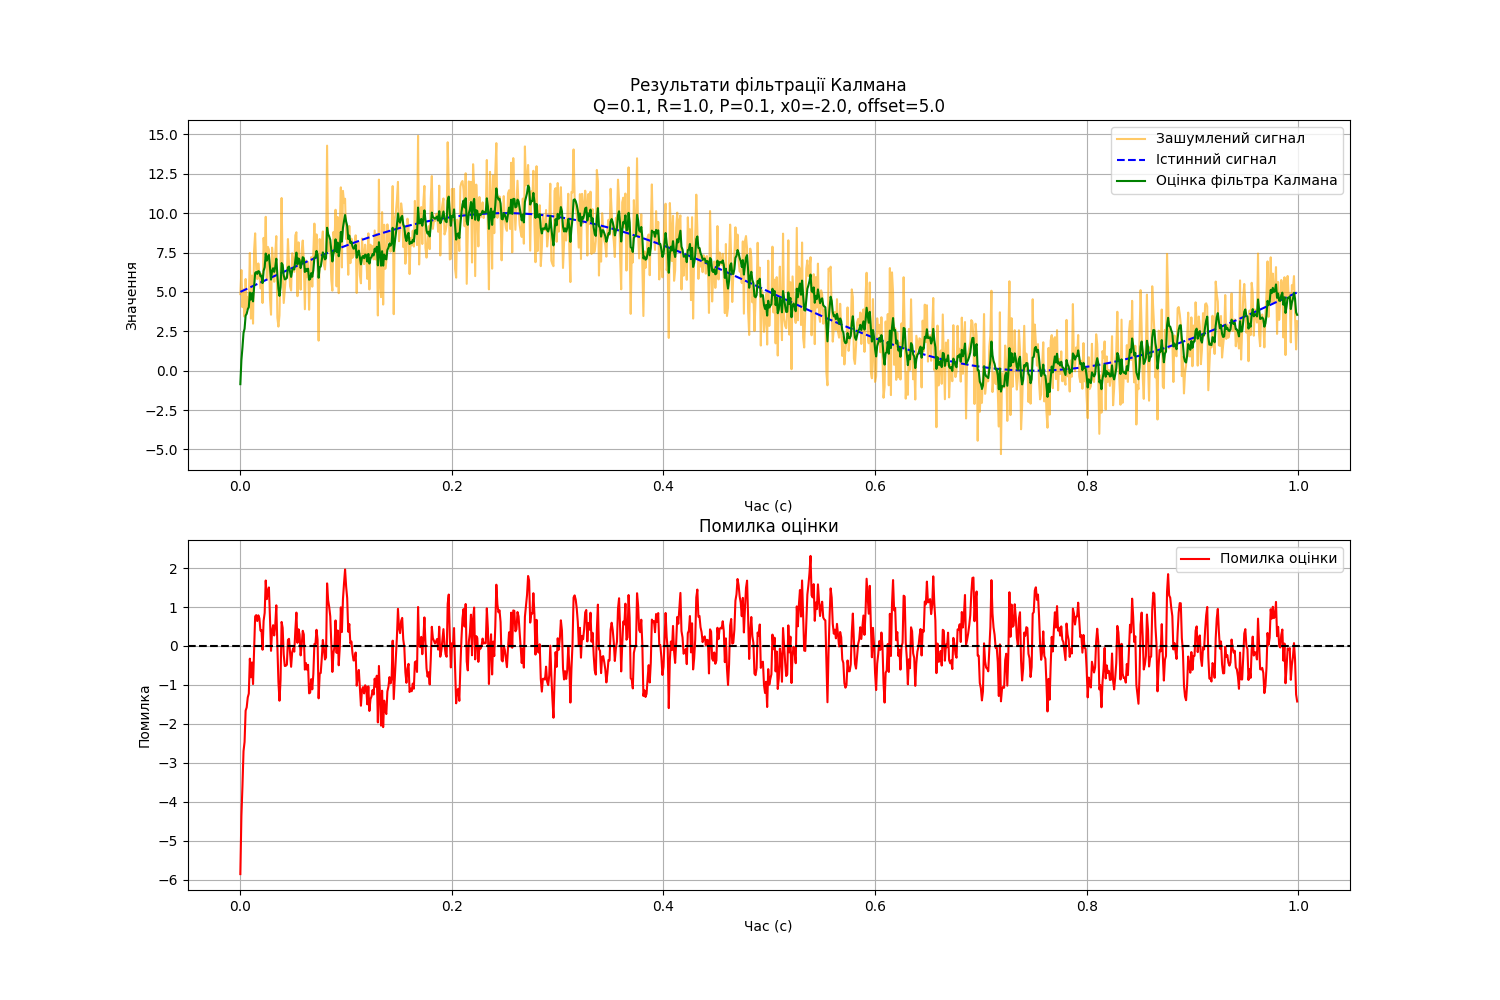 Результати фільтрації Калмана
Q=0.1, R=1.0, P=0.1, x0=-2.0, offset=5.0
Зашумлений сигнал
Істинний сигнал
Оцінка фільтра Калмана
Значення
15.0
12.5
10.0
7.5
5.0
2.5
0.0
−2.5
−5.0
0.0 0.2 0.4 0.6 0.8 1.0
Час (с)
Помилка оцінки
Помилка оцінки
Помилка
2
1
0
−1
−2
−3
−4
−5
−6
0.0 0.2 0.4 0.6 0.8 1.0
Час (с)